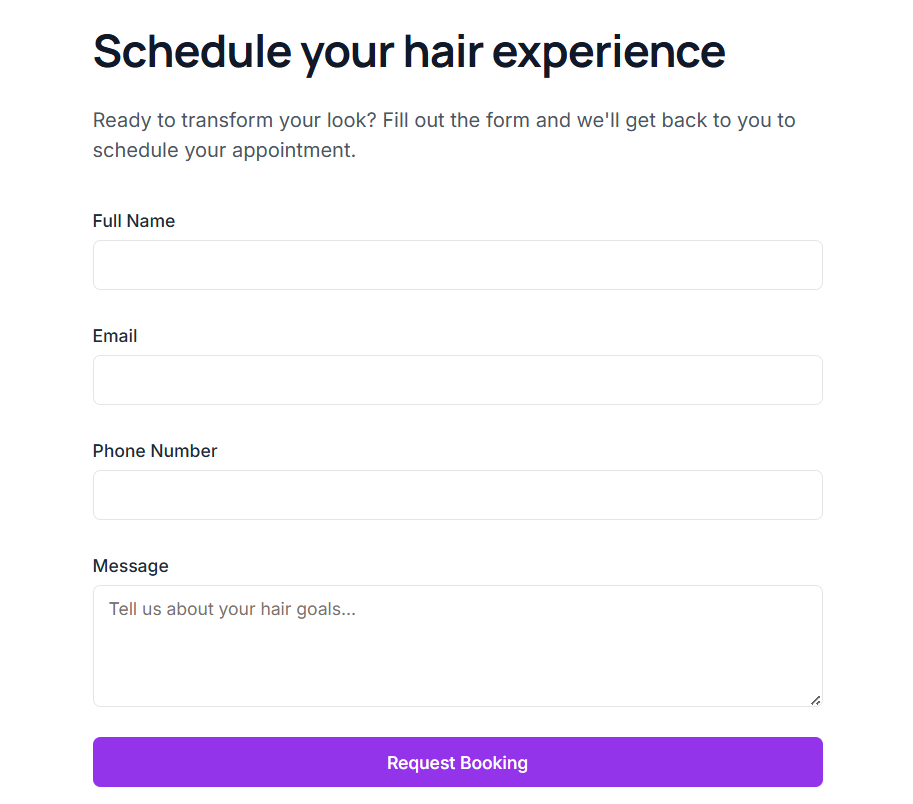 Schedule your hair experience
Ready to transform your look? Fill out the form and we'll get back to you to
schedule your appointment.
Full Name
Email
Phone Number
Message
Tell us about your hair goals...
Request Booking